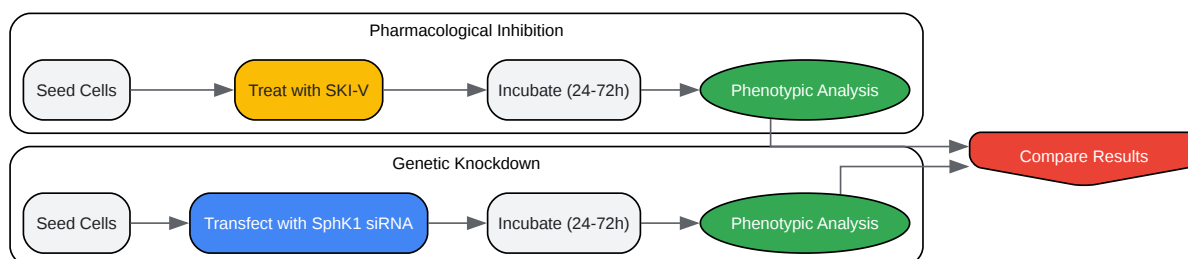 Pharmacological Inhibition
Seed Cells
Treat with SKI-V
Incubate (24-72h)
Phenotypic Analysis
Compare Results
Genetic Knockdown
Seed Cells
Transfect with SphK1 siRNA
Incubate (24-72h)
Phenotypic Analysis